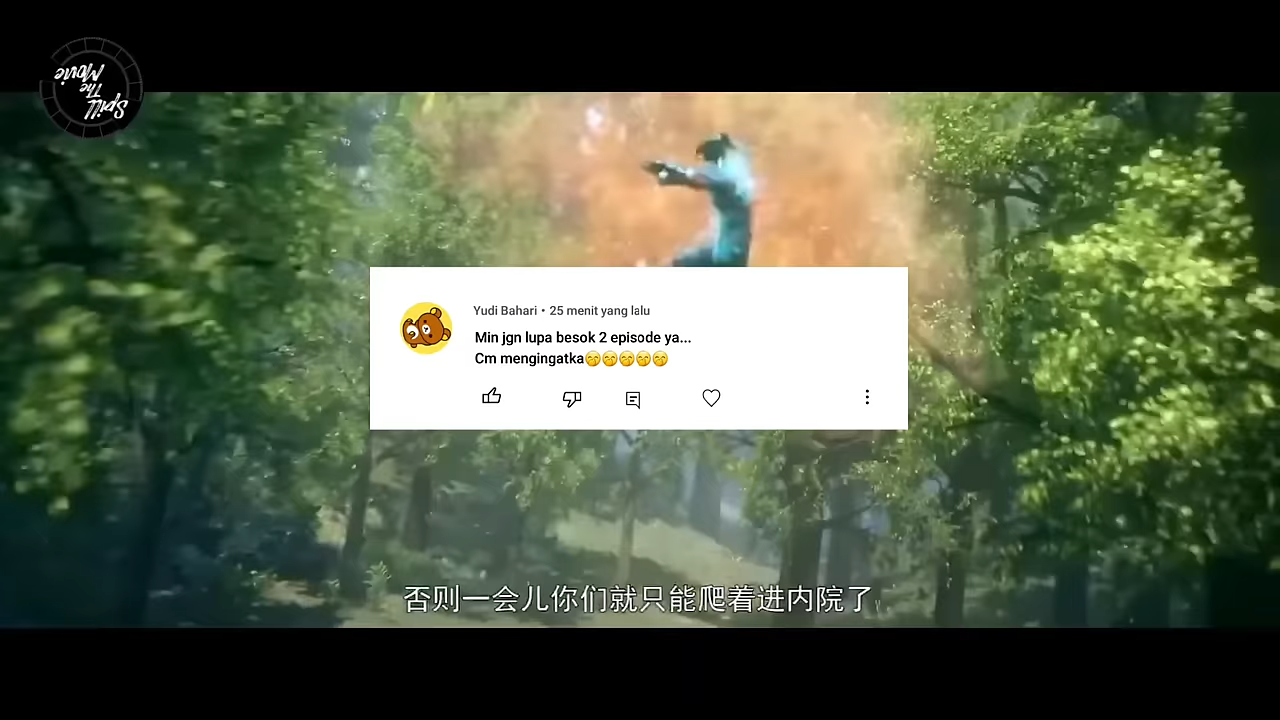 Spill
The
Movie
Yudi Bahari • 25 menit yang lalu
Min jgn lupa besok 2 episode ya...
Cm mengingatka🤭🤭🤭🤭🤭
否则一会儿你们就只能爬着进内院了